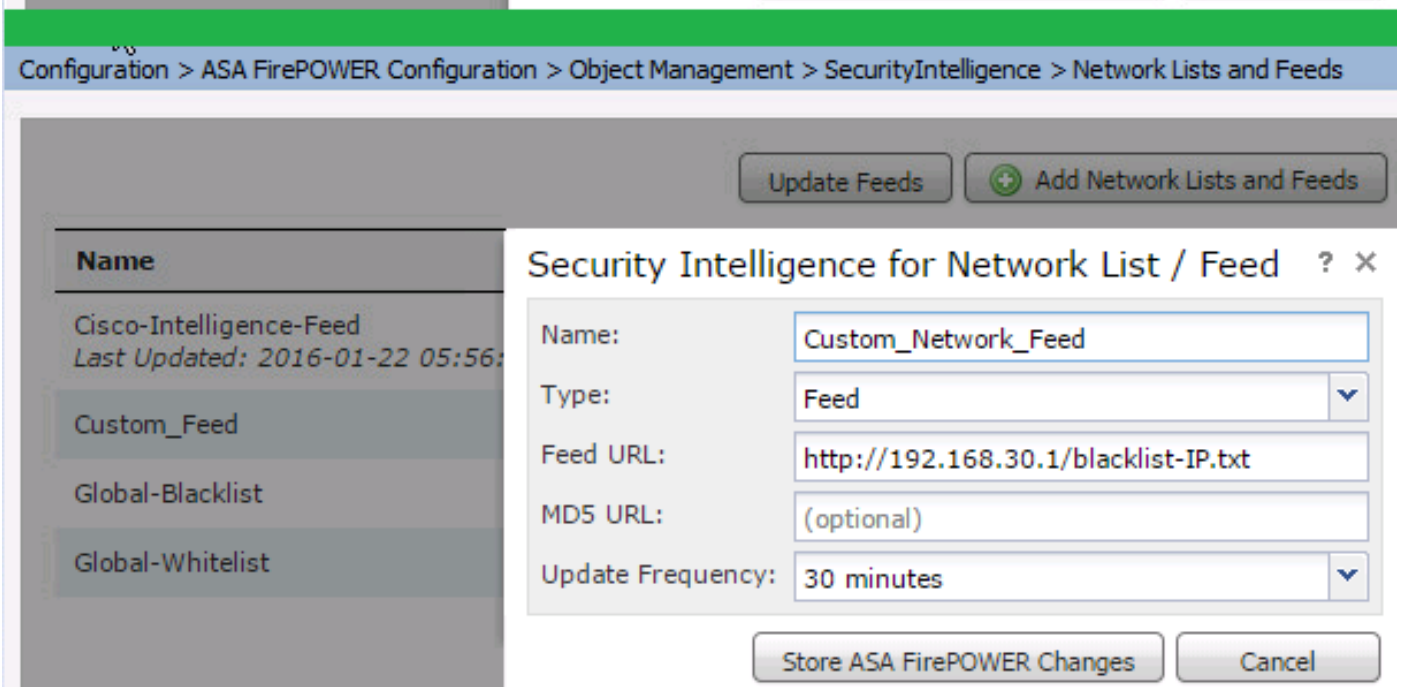 Configuration > ASA FirePOWER Configuration > Object Management > SecurityIntelligence > Network Lists and Feeds
Update Feeds
Add Network Lists and Feeds
Name
Cisco-Intelligence-Feed
Last Updated: 2016-01-22 05:56:
Custom_Feed
Global-Blacklist
Global-Whitelist
Security Intelligence for Network List / Feed ? ×
Name: Custom_Network_Feed
Type: Feed
Feed URL: http://192.168.30.1/blacklist-IP.txt
MD5 URL: (optional)
Update Frequency: 30 minutes
Store ASA FirePOWER Changes
Cancel